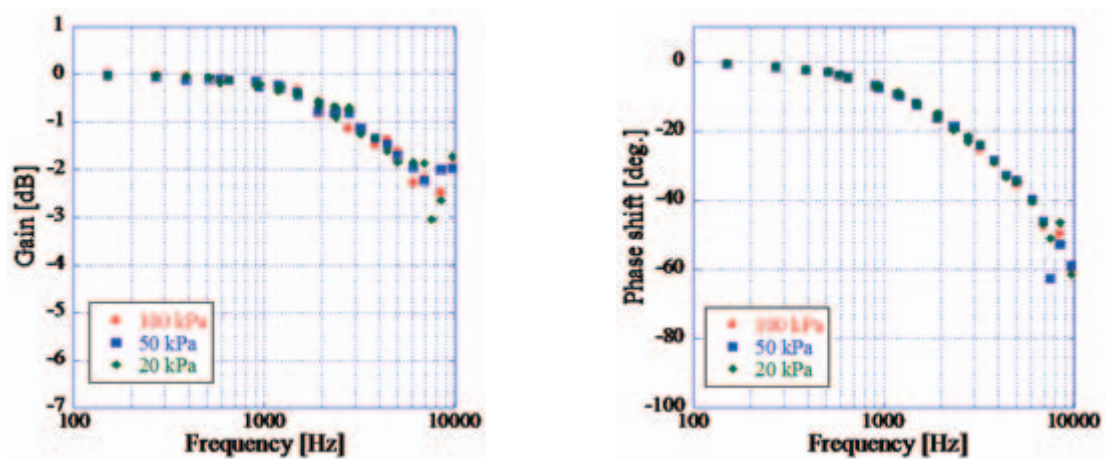 1
0
-1
-2
-3
-4
-5
-6
-7
Gain [dB]
100 kPa
50 kPa
20 kPa
100
1000
10000
Frequency [Hz]
0
-20
-40
-60
-80
-100
Phase shift [deg.]
100 kPa
50 kPa
20 kPa
100
1000
10000
Frequency [Hz]